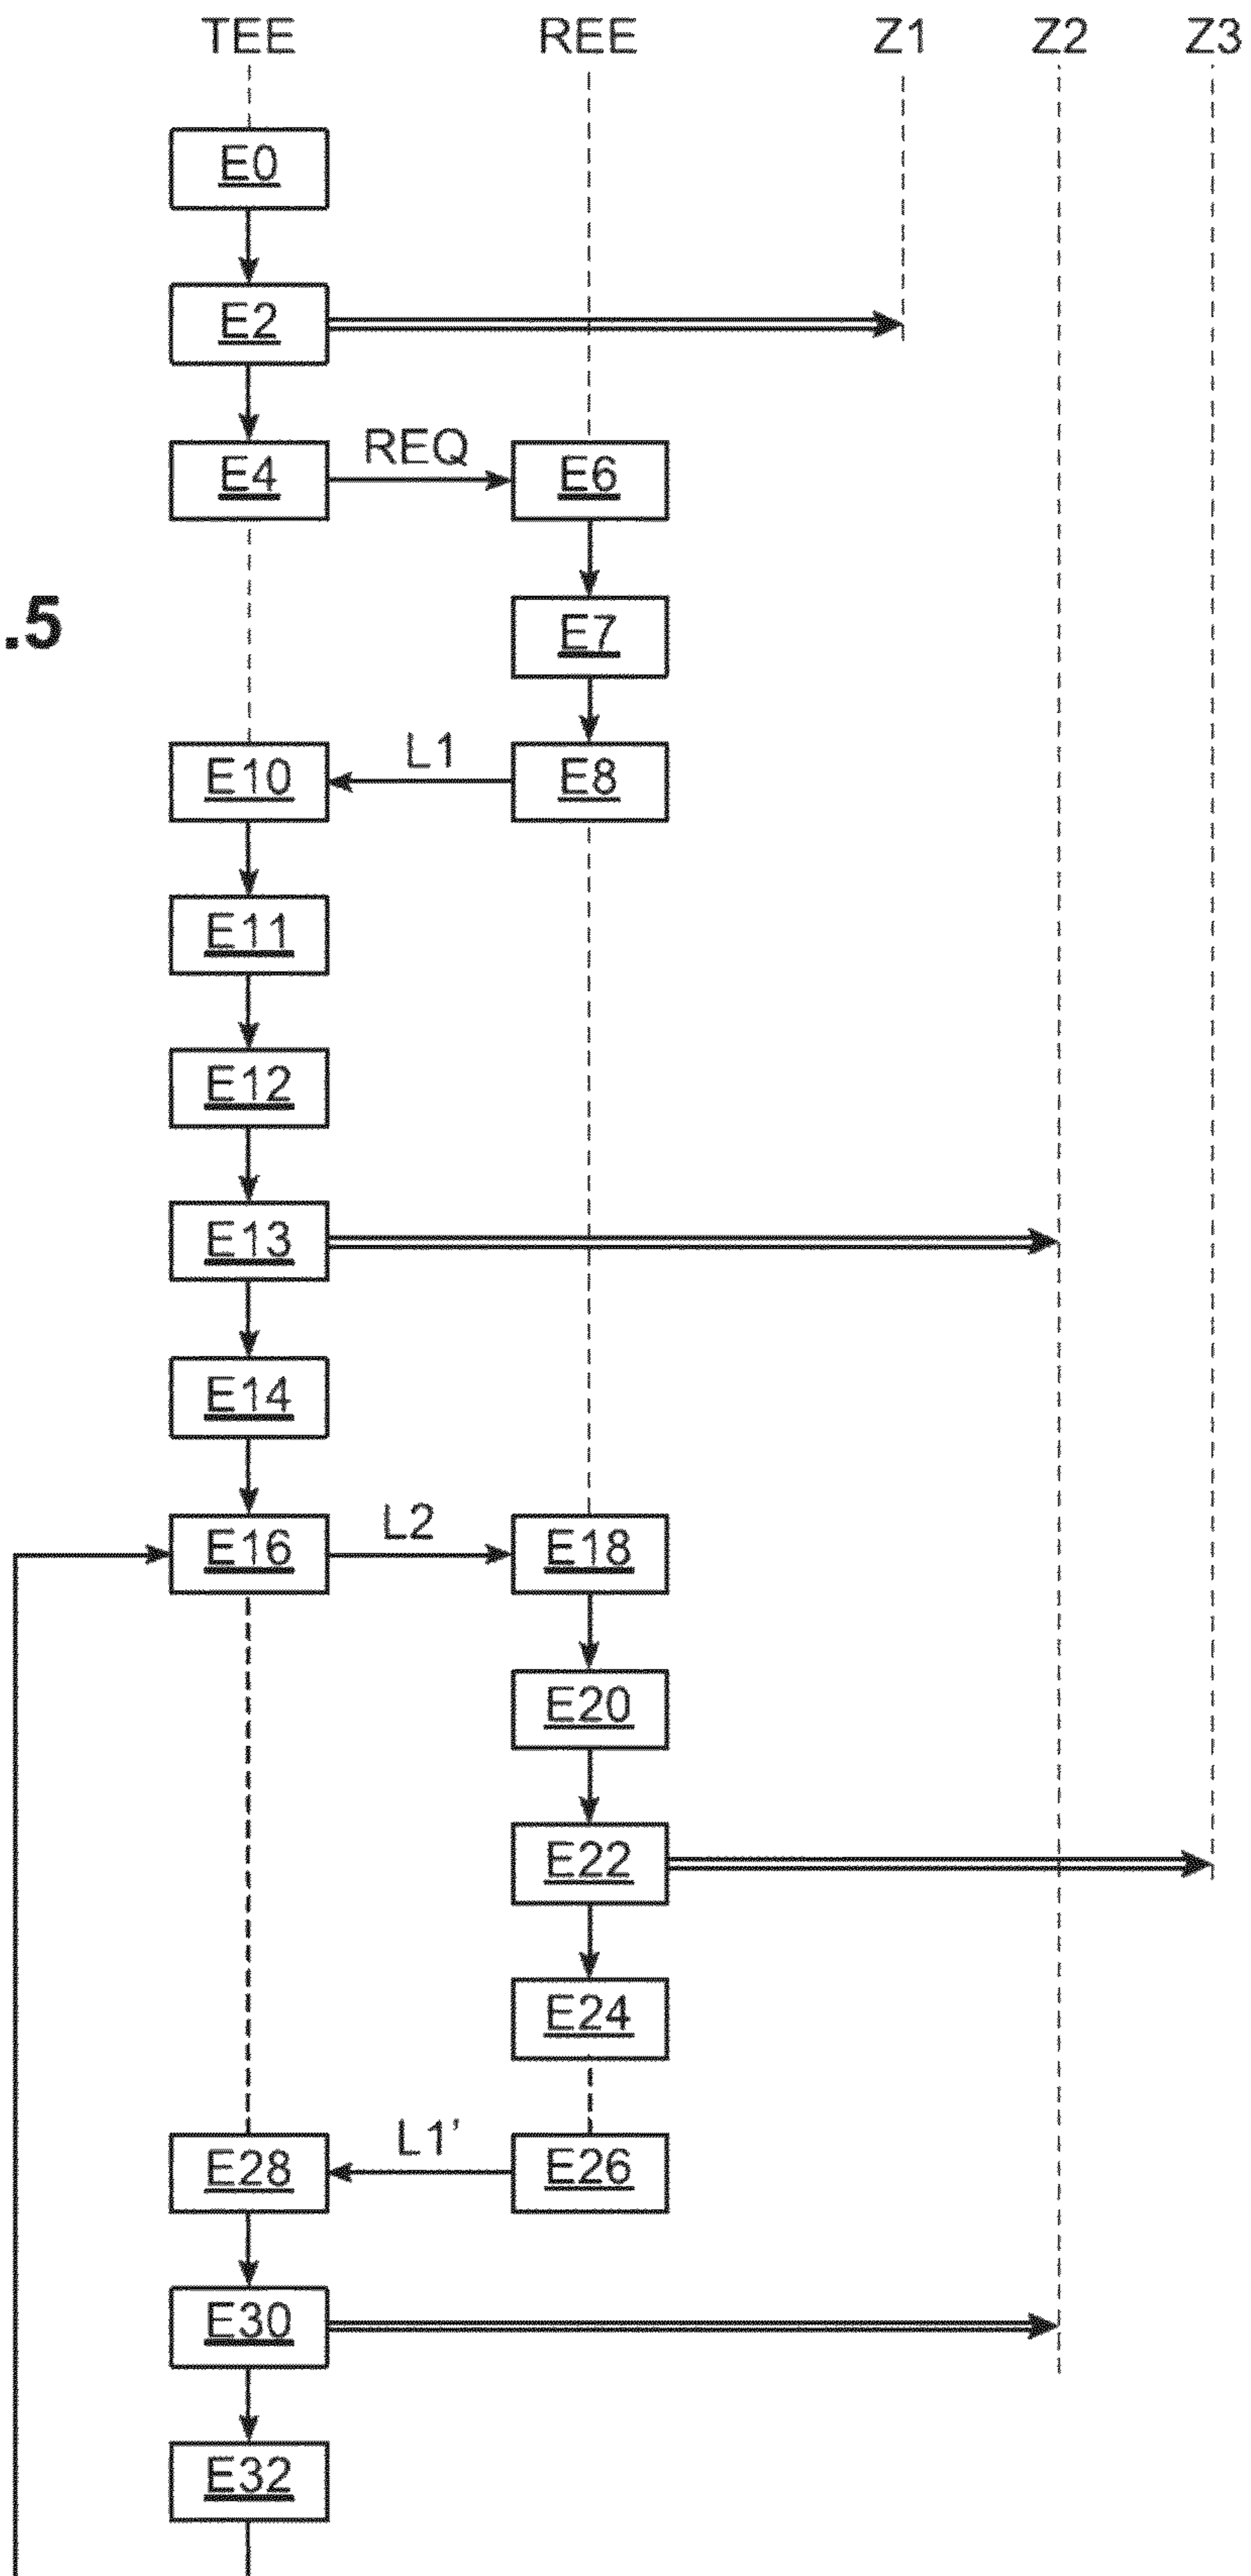 TEE REE Z1 Z2 Z3
E0
E2
REQ
E4 E6
.5
E7
L1
E10 E8
E11
E12
E13
E14
L2
E16 E18
E20
E22
E24
L1’
E28 E26
E30
E32